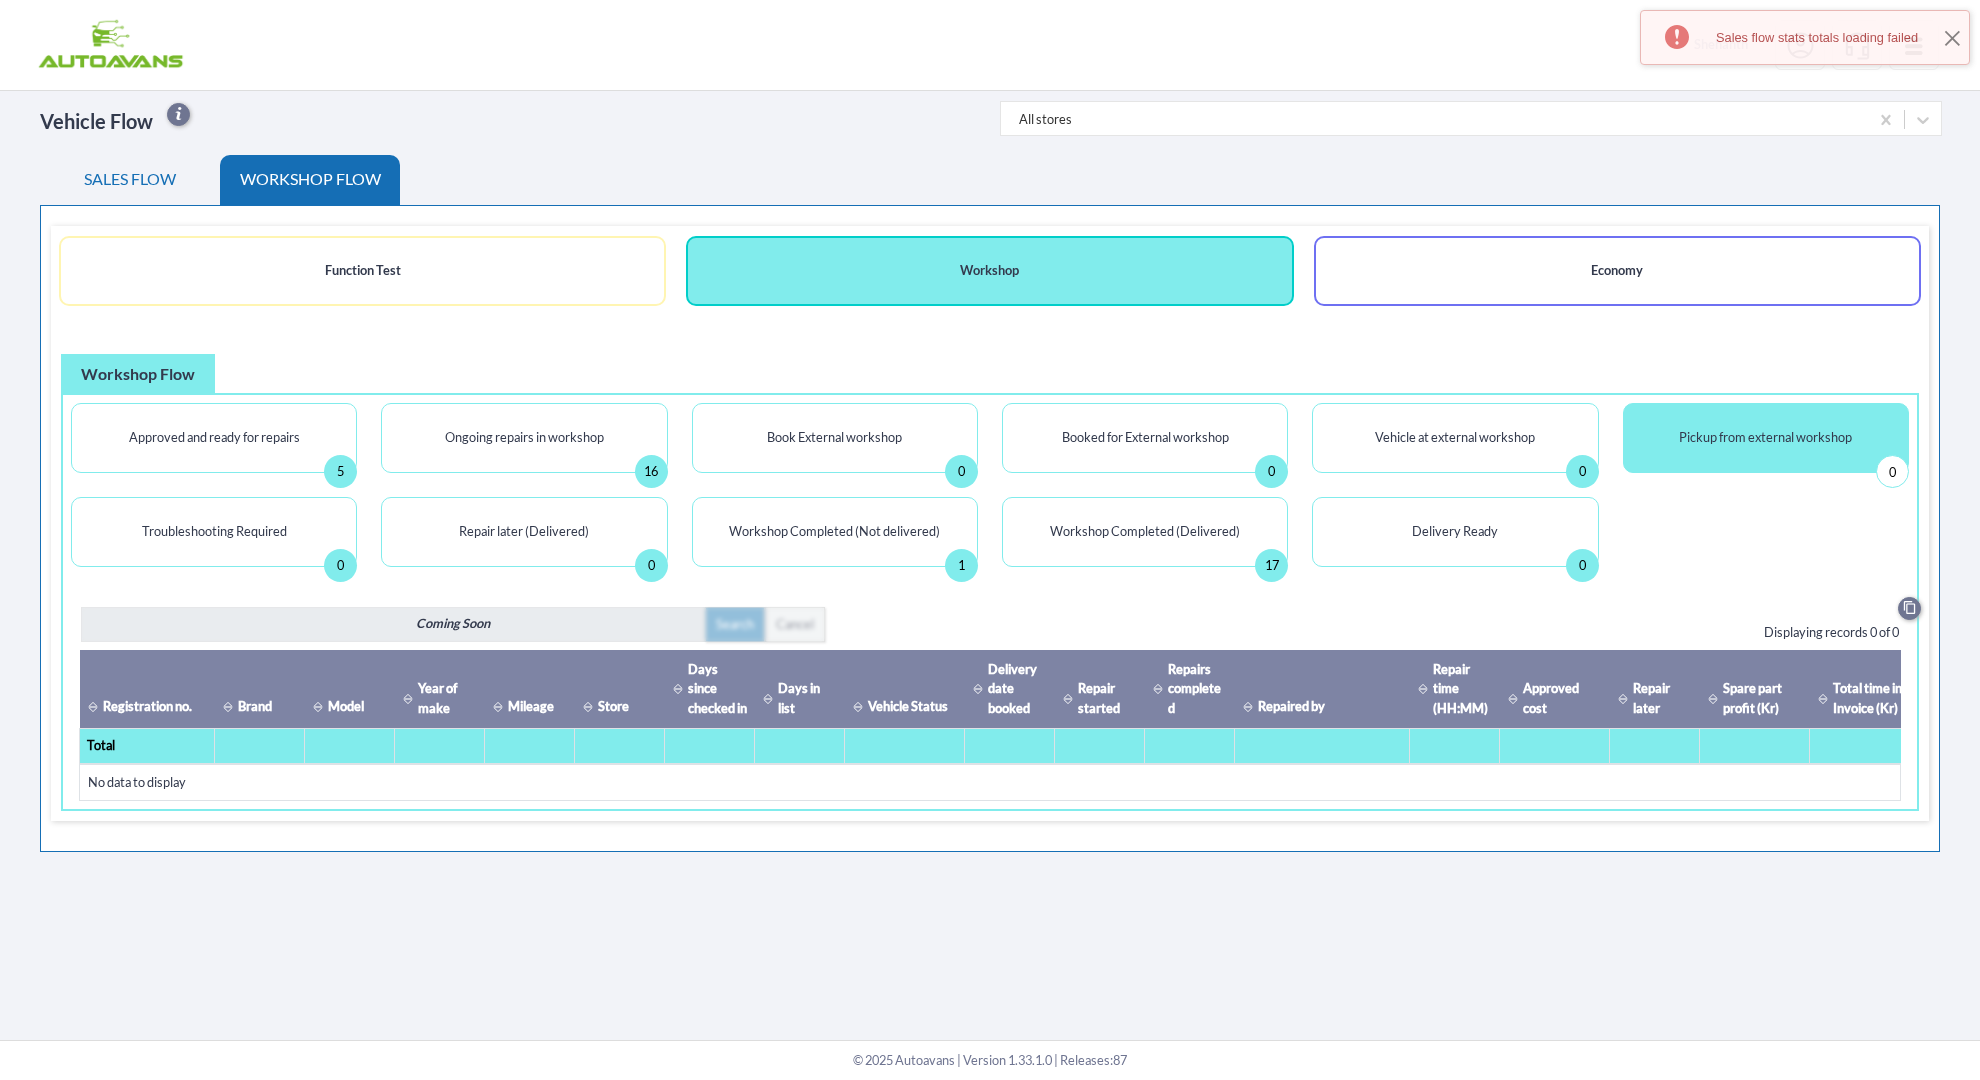 AUTOAVANS
Sales flow stats totals loading failed
Vehicle Flow
All stores
SALES FLOW
WORKSHOP FLOW
Function Test
Workshop
Economy
Workshop Flow
Approved and ready for repairs
5
Ongoing repairs in workshop
16
Book External workshop
0
Booked for External workshop
0
Vehicle at external workshop
0
Pickup from external workshop
0
Troubleshooting Required
0
Repair later (Delivered)
0
Workshop Completed (Not delivered)
1
Workshop Completed (Delivered)
17
Delivery Ready
0
Coming Soon
Search
Cancel
Displaying records 0 of 0
Registration no.
Brand
Model
Year of
make
Mileage
Store
Days
since
checked in
Days in
list
Vehicle Status
Delivery
date
booked
Repair
started
Repairs
complete
d
Repaired by
Repair
time
(HH:MM)
Approved
cost
Repair
later
Spare part
profit (Kr)
Total time in
Invoice (Kr)
Total
No data to display
© 2025 Autoavans | Version 1.33.1.0 | Releases:87